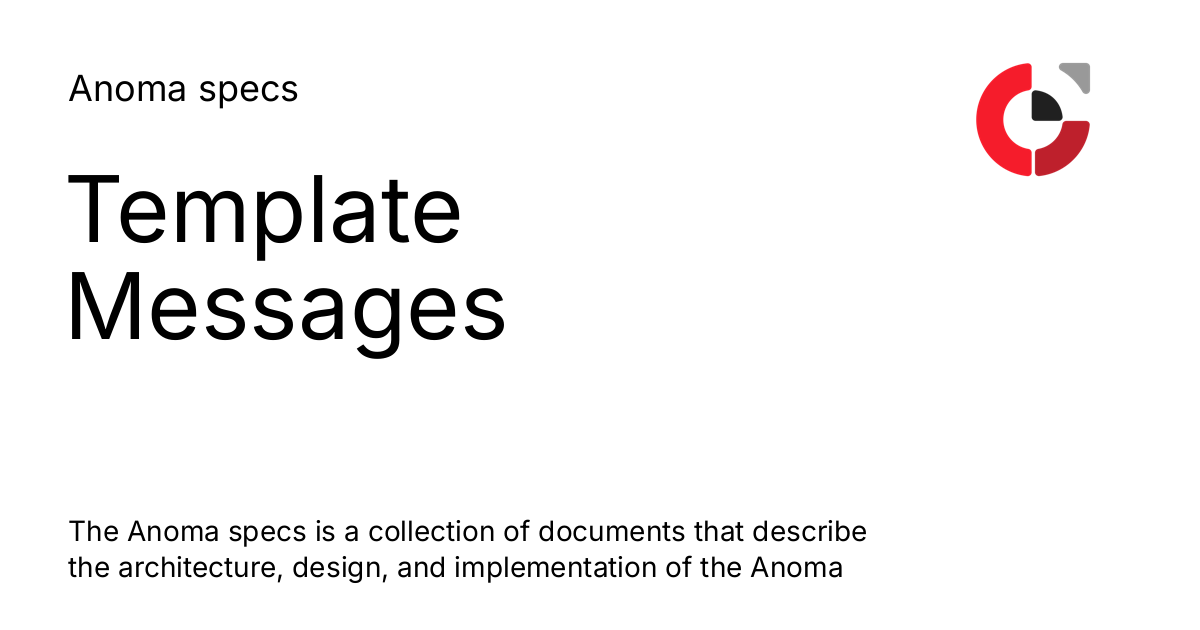 Anoma specs
Template
Messages
The Anoma specs is a collection of documents that describe
the architecture, design, and implementation of the Anoma